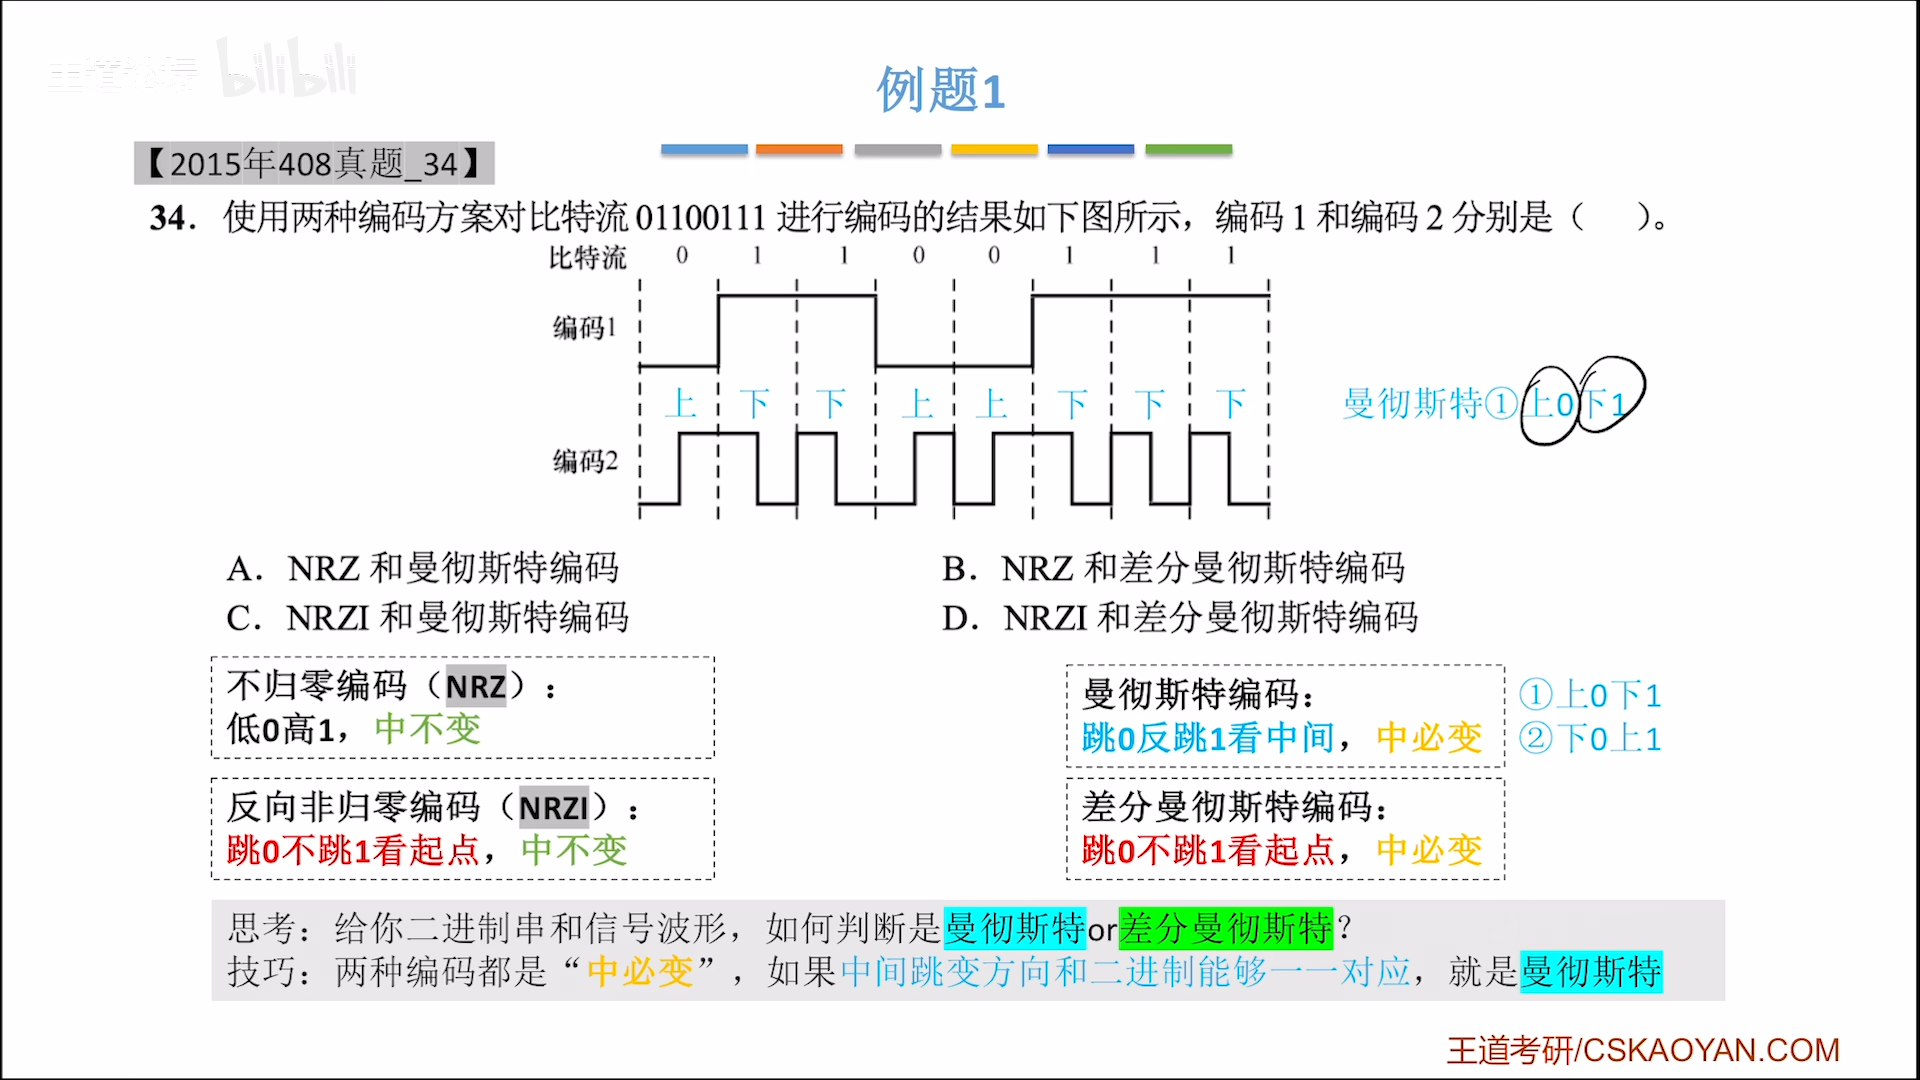 王道论坛 bilibili
例题1
【2015年408真题_34】
34. 使用两种编码方案对比特流 01100111 进行编码的结果如下图所示，编码 1 和编码 2 分别是（ ）。
比特流 0 1 1 0 0 1 1 1
编码1
上 下 下 上 上 下 下 下
曼彻斯特①上0下1
编码2
A. NRZ 和曼彻斯特编码
B. NRZ 和差分曼彻斯特编码
C. NRZI 和曼彻斯特编码
D. NRZI 和差分曼彻斯特编码
不归零编码（NRZ）：
低0高1，中不变
曼彻斯特编码：
跳0反跳1看中间，中必变
①上0下1
②下0上1
反向非归零编码（NRZI）：
跳0不跳1看起点，中不变
差分曼彻斯特编码：
跳0不跳1看起点，中必变
思考：给你二进制串和信号波形，如何判断是曼彻斯特or差分曼彻斯特？
技巧：两种编码都是“中必变”，如果中间跳变方向和二进制能够一一对应，就是曼彻斯特
王道考研/CSKAOYAN.COM